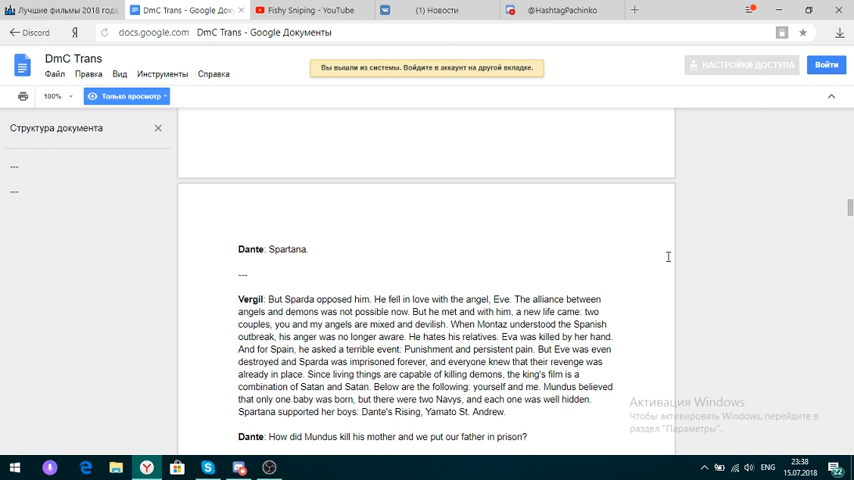 Лучшие фильмы 2018 года
DmC Trans - Google Доку
Fishy Sniping - YouTube
(1) Новости
@HashtagPachinko
Discord
Я
docs.google.com DmC Trans - Google Документы
DmC Trans
Файл Правка Вид Инструменты Справка
Вы вышли из системы. Войдите в аккаунт на другой вкладке.
НАСТРОЙКИ ДОСТУПА
Войти
100%
Только просмотр
Структура документа
---
---
Dante: Spartana.
---
Vergil: But Sparda opposed him. He fell in love with the angel, Eve. The alliance between
angels and demons was not possible now. But he met and with him, a new life came: two
couples, you and my angels are mixed and devilish. When Montaz understood the Spanish
outbreak, his anger was no longer aware. He hates his relatives. Eva was killed by her hand.
And for Spain, he asked a terrible event: Punishment and persistent pain. But Eve was even
destroyed and Sparda was imprisoned forever, and everyone knew that their revenge was
already in place. Since living things are capable of killing demons, the king's film is a
combination of Satan and Satan. Below are the following: yourself and me. Mundus believed
that only one baby was born, but there were two Navys, and each one was well hidden.
Spartana supported her boys: Dante's Rising, Yamato St. Andrew.
Dante: How did Mundus kill his mother and we put our father in prison?
Активация Windows
Чтобы активировать Windows, перейдите в
раздел "Параметры".
ENG
23:38
15.07.2018
22